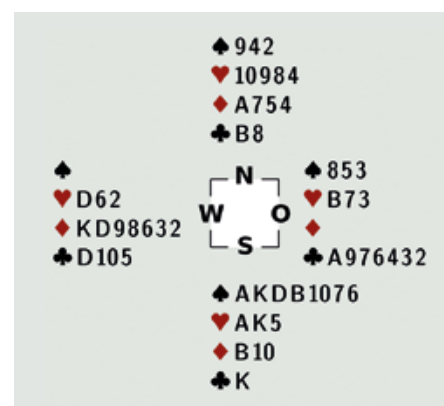 ♠942
♥10984
♦A754
♣B8
♠
♥D62
♦KD98632
♣D105
N
W O
S
♠853
♥B73
♦
♣A976432
♠AKDB1076
♥AK5
♦B10
♣K